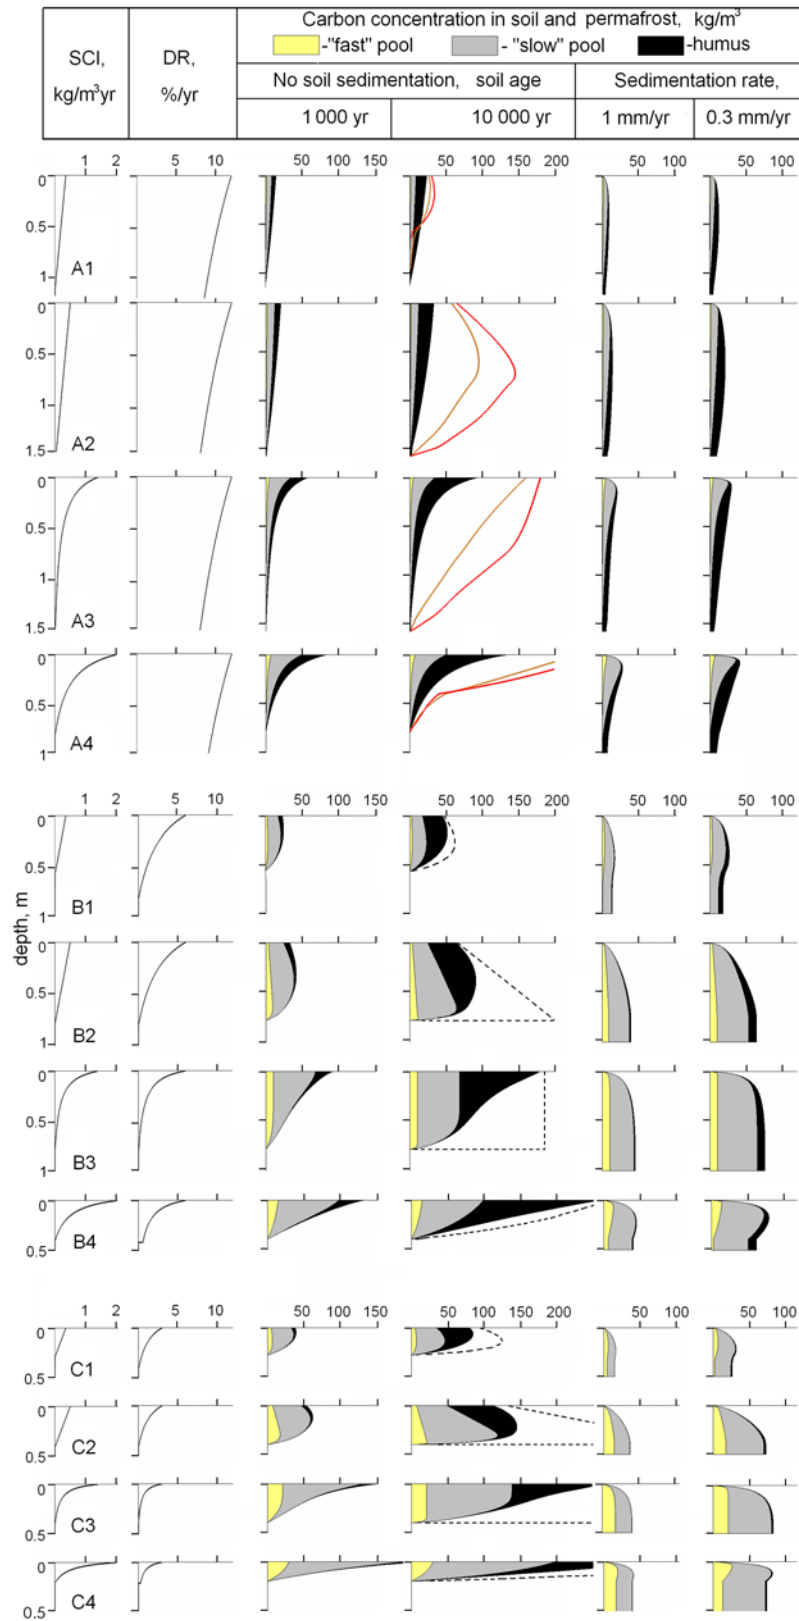 SCI,
kg/m³yr
DR,
%/yr
Carbon concentration in soil and permafrost, kg/m³
-"fast" pool - "slow" pool -humus
No soil sedimentation, soil age
Sedimentation rate,
1 000 yr 10 000 yr 1 mm/yr 0.3 mm/yr
1 2 5 10 50 100 150 50 100 150 200 50 100 50 100
0
0.5
1
A1
0
0.5
1
1.5
A2
0
0.5
1
1.5
A3
0
0.5
1
A4
1 2 5 10 50 100 150 50 100 150 200 50 100 50 100
0
0.5
1
B1
depth, m
0
0.5
1
B2
0
0.5
1
B3
0
0.5
B4
1 2 5 10 50 100 150 50 100 150 200 50 100 50 100
0
0.5
C1
0
0.5
C2
0
0.5
C3
0
0.5
C4